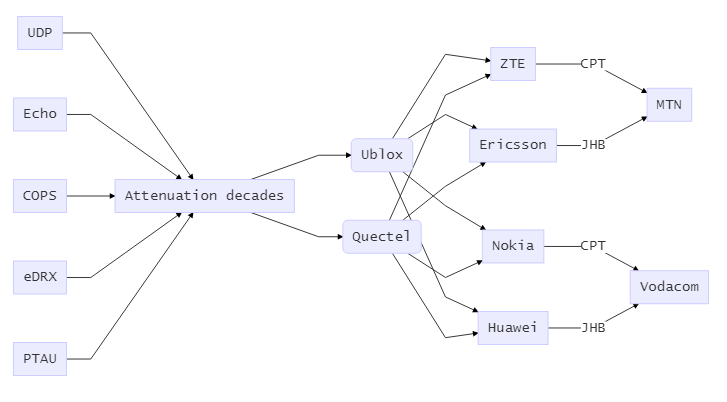 UDP
Echo
COPS
eDRX
PTAU
Attenuation decades
Ublox
Quectel
ZTE
Ericsson
Nokia
Huawei
CPT
JHB
CPT
JHB
MTN
Vodacom